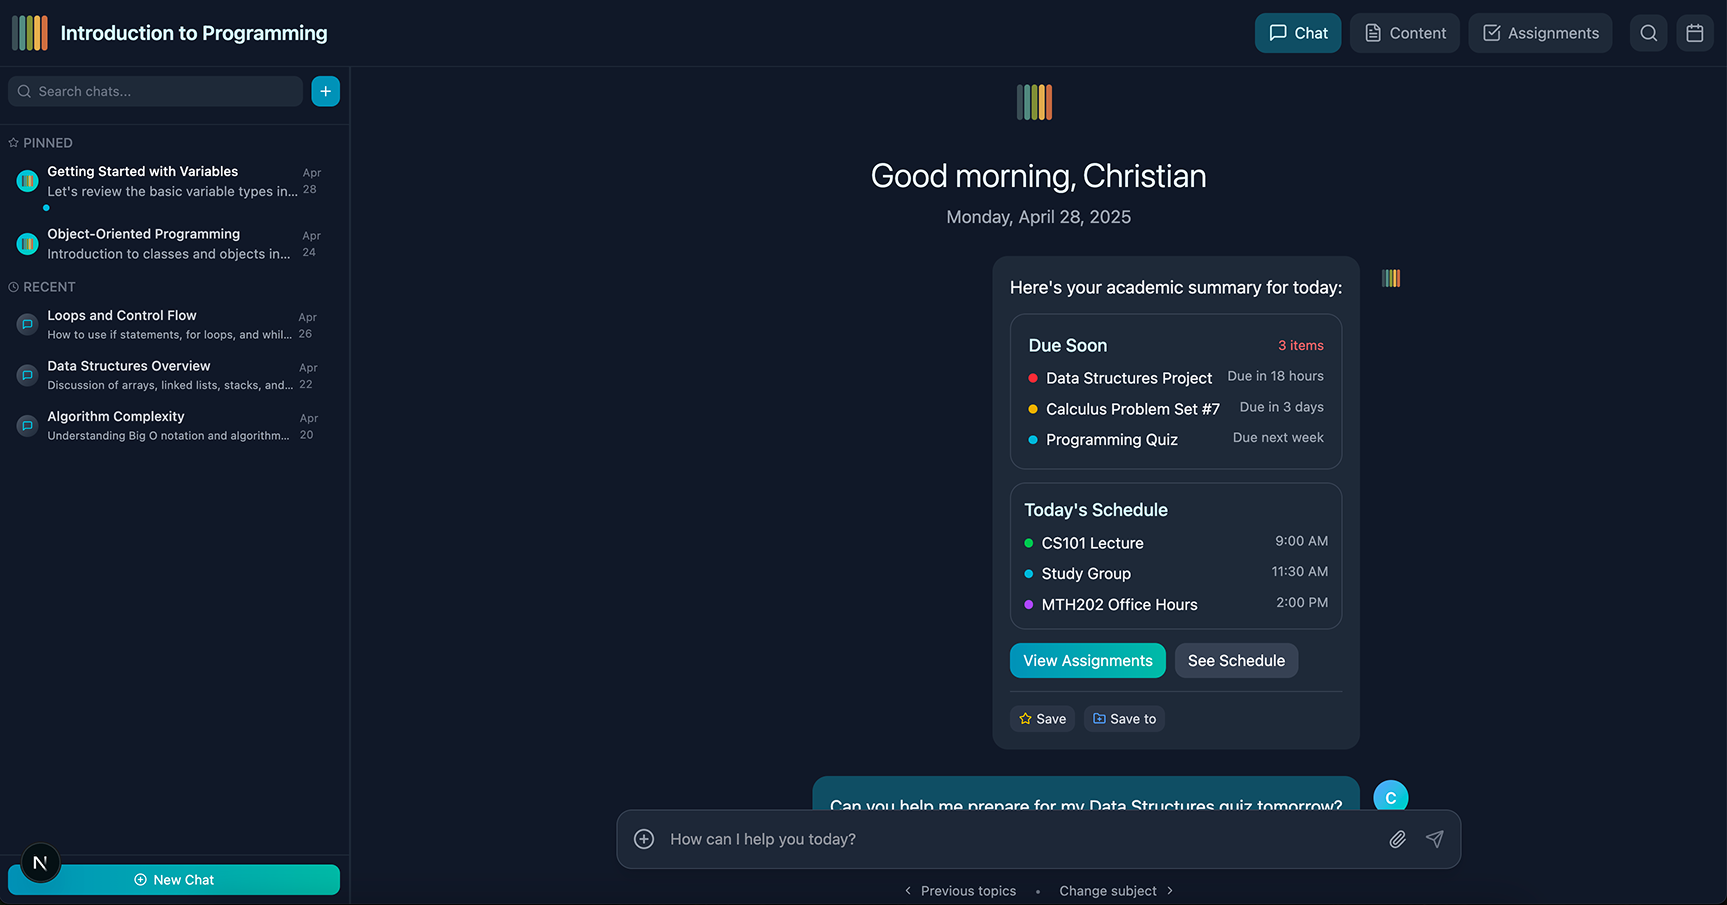 Introduction to Programming
Chat
Content
Assignments
Search chats...
PINNED
Getting Started with Variables
Apr 28
Let's review the basic variable types in...
Object-Oriented Programming
Apr 24
Introduction to classes and objects in...
RECENT
Loops and Control Flow
Apr 26
How to use if statements, for loops, and whil...
Data Structures Overview
Apr 22
Discussion of arrays, linked lists, stacks, and...
Algorithm Complexity
Apr 20
Understanding Big O notation and algorithm...
N
New Chat
Good morning, Christian
Monday, April 28, 2025
Here's your academic summary for today:
Due Soon
3 items
Data Structures Project
Due in 18 hours
Calculus Problem Set #7
Due in 3 days
Programming Quiz
Due next week
Today's Schedule
CS101 Lecture
9:00 AM
Study Group
11:30 AM
MTH202 Office Hours
2:00 PM
View Assignments
See Schedule
Save
Save to
Can you help me prepare for my Data Structures quiz tomorrow?
C
How can I help you today?
Previous topics
•
Change subject